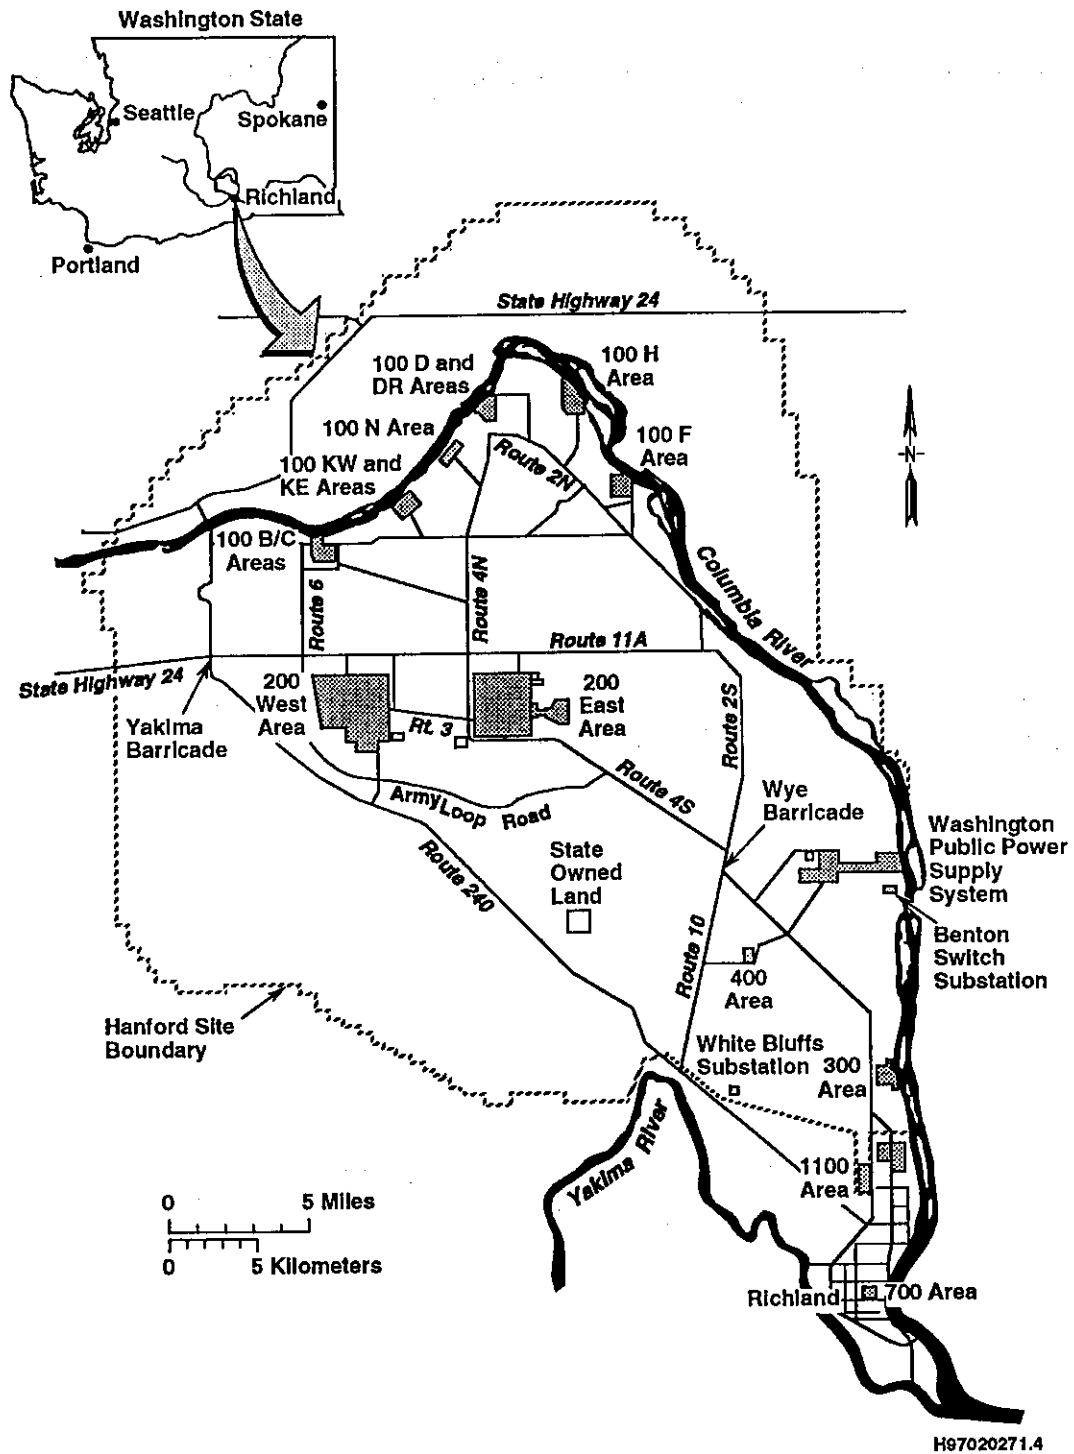 Washington State
Seattle
Spokane
Richland
Portland
State Highway 24
100 D and
DR Areas
100 H
Area
100 N Area
100 F
Area
Route 2N
100 KW and
KE Areas
N
100 B/C
Areas
Columbia River
Route 6
Route 4N
Route 11A
State Highway 24
200
West
Area
200
East
Area
Rt. 3
Route 2S
Yakima
Barricade
Route 4S
Army Loop Road
Wye
Barricade
Washington
Public Power
Supply
System
State
Owned
Land
Route 240
Benton
Switch
Substation
Route 10
400
Area
Hanford Site
Boundary
White Bluffs
Substation
300
Area
Yakima River
1100
Area
0 5 Miles
0 5 Kilometers
Richland
700 Area
H97020271.4